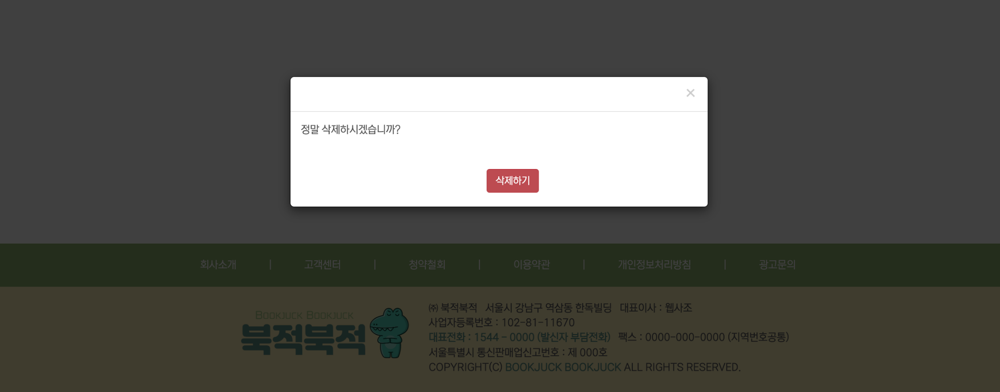 ×
정말 삭제하시겠습니까?
삭제하기
회사소개 | 고객센터 | 청약철회 | 이용약관 | 개인정보처리방침 | 광고문의
BOOKJUCK BOOKJUCK
북적북적
㈜ 북적북적 서울시 강남구 역삼동 한독빌딩 대표이사 : 웹사조
사업자등록번호 : 102-81-11670
대표전화 : 1544 - 0000 (발신자 부담전화) 팩스 : 0000-000-0000 (지역번호공통)
서울특별시 통신판매업신고번호 : 제 000호
COPYRIGHT(C) BOOKJUCK BOOKJUCK ALL RIGHTS RESERVED.